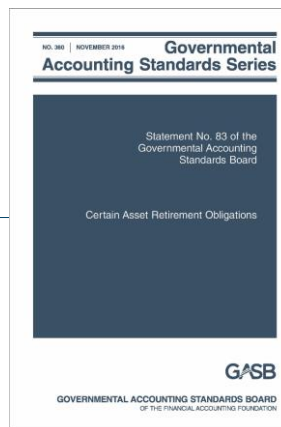 NO. 360 | NOVEMBER 2016 Governmental
Accounting Standards Series
Statement No. 83 of the
Governmental Accounting
Standards Board
Certain Asset Retirement Obligations
GASB
GOVERNMENTAL ACCOUNTING STANDARDS BOARD
OF THE FINANCIAL ACCOUNTING FOUNDATION